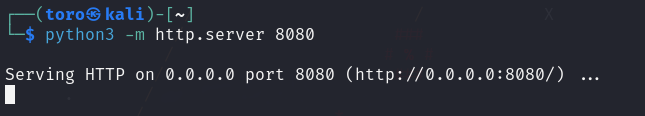 ┌──(toro㉿kali)-[~]
└─$ python3 -m http.server 8080
Serving HTTP on 0.0.0.0 port 8080 (http://0.0.0.0:8080/) ...